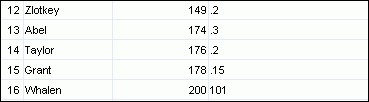 12 Zlotkey 149 .2
13 Abel 174 .3
14 Taylor 176 .2
15 Grant 178 .15
16 Whalen 200 101